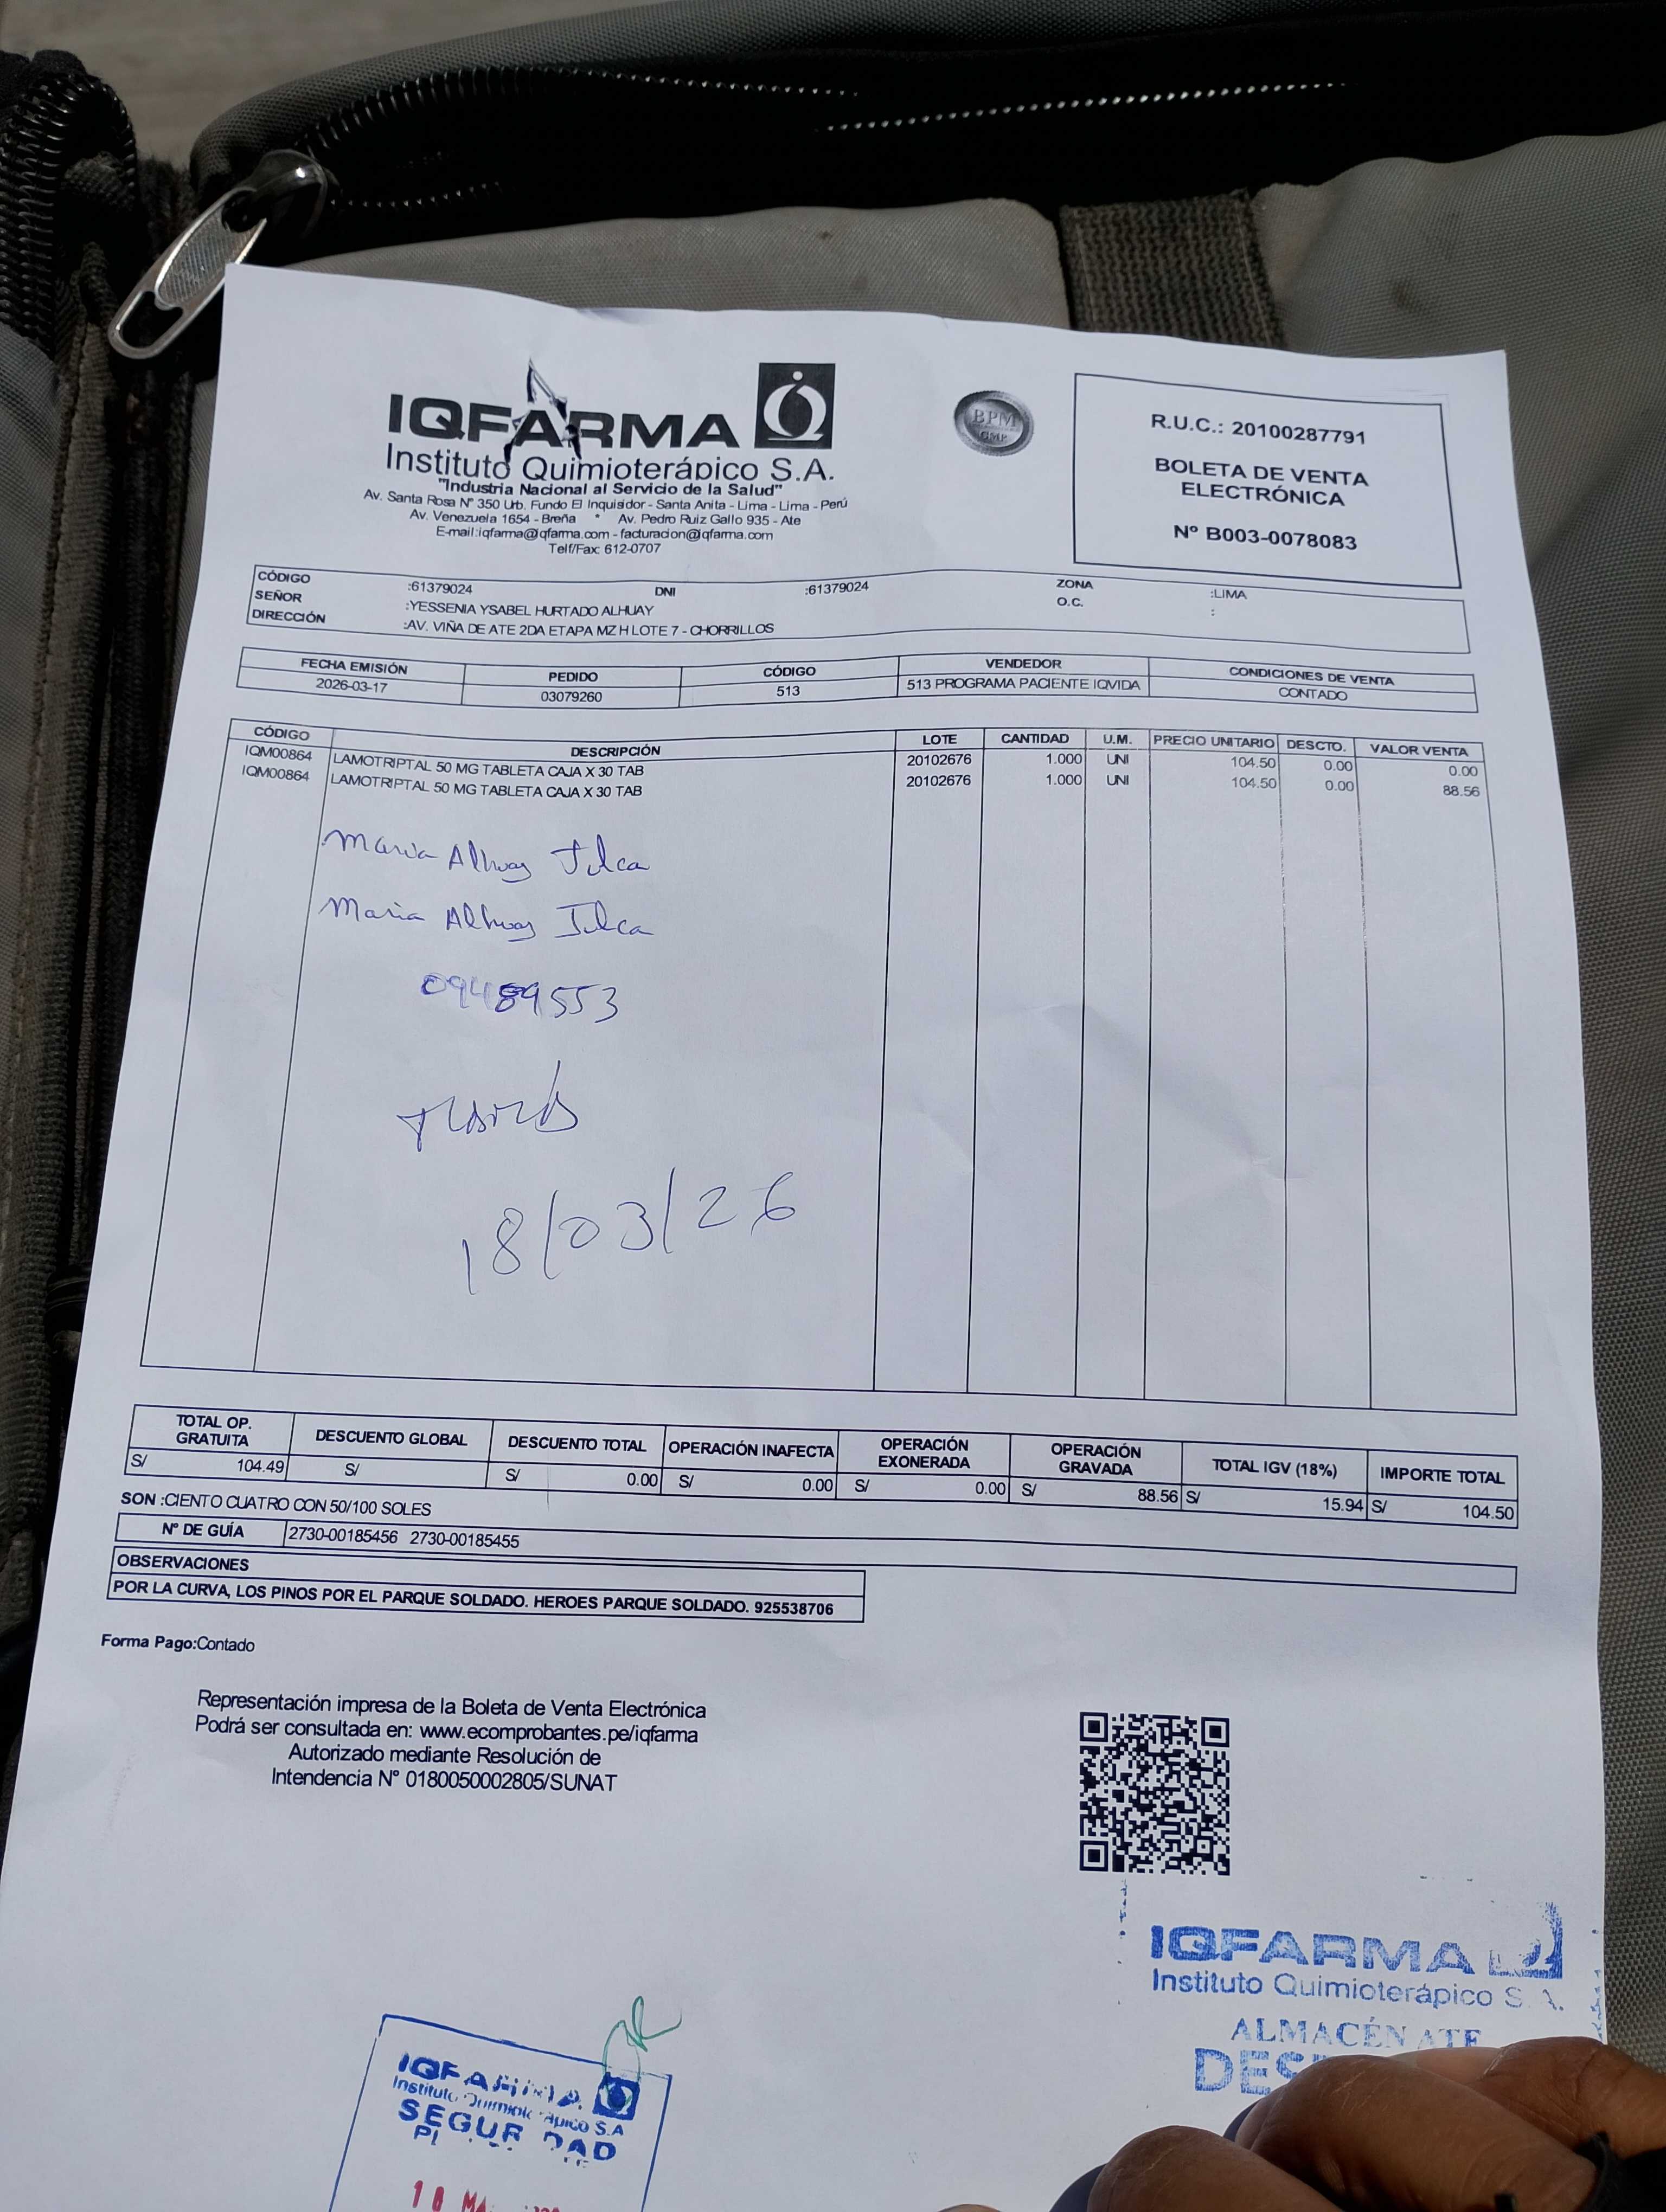 IQFARMA
Instituto Quimioterápico S.A.
"Industria Nacional al Servicio de la Salud"
Av. Santa Rosa Nº 350 Urb. Fundo El Inquisidor - Santa Anita - Lima - Lima - Perú
Av. Venezuela 1654 - Breña * Av. Pedro Ruiz Gallo 935 - Ate
E-mail:iqfarma@iqfarma.com - facturacion@iqfarma.com
Telf/Fax: 612-0707
BPM
GMP
R.U.C.: 20100287791
BOLETA DE VENTA
ELECTRÓNICA
Nº B003-0078083
CÓDIGO :61379024 DNI :61379024 ZONA :LIMA
SEÑOR :YESSENIA YSABEL HURTADO ALHUAY O.C. :
DIRECCIÓN :AV. VIÑA DE ATE 2DA ETAPA MZ H LOTE 7 - CHORRILLOS
FECHA EMISIÓN PEDIDO CÓDIGO VENDEDOR CONDICIONES DE VENTA
2026-03-17 03079260 513 513 PROGRAMA PACIENTE IQVIDA CONTADO
CÓDIGO DESCRIPCIÓN LOTE CANTIDAD U.M. PRECIO UNITARIO DESCTO. VALOR VENTA
IQM00864 LAMOTRIPTAL 50 MG TABLETA CAJA X 30 TAB 20102676 1.000 UNI 104.50 0.00 0.00
IQM00864 LAMOTRIPTAL 50 MG TABLETA CAJA X 30 TAB 20102676 1.000 UNI 104.50 0.00 88.56
Maria Alhuay
Maria Alhuay
09489553
18/03/26
TOTAL OP. GRATUITA DESCUENTO GLOBAL DESCUENTO TOTAL OPERACIÓN INAFECTA OPERACIÓN EXONERADA OPERACIÓN GRAVADA TOTAL IGV (18%) IMPORTE TOTAL
S/ 104.49 S/ S/ 0.00 S/ 0.00 S/ 0.00 S/ 88.56 S/ 15.94 S/ 104.50
SON :CIENTO CUATRO CON 50/100 SOLES
Nº DE GUÍA 2730-00185456 2730-00185455
OBSERVACIONES
POR LA CURVA, LOS PINOS POR EL PARQUE SOLDADO. HEROES PARQUE SOLDADO. 925538706
Forma Pago:Contado
Representación impresa de la Boleta de Venta Electrónica
Podrá ser consultada en: www.ecomprobantes.pe/iqfarma
Autorizado mediante Resolución de
Intendencia Nº 0180050002805/SUNAT
IQFARMA
Instituto Quimioterápico S.A.
ALMACÉN ATE
IQFARMA
Instituto Quimioterápico S.A
SEGURIDAD
18